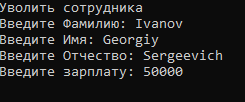 Уволить сотрудника
Введите Фамилию: Ivanov
Введите Имя: Georgiy
Введите Отчество: Sergeevich
Введите зарплату: 50000